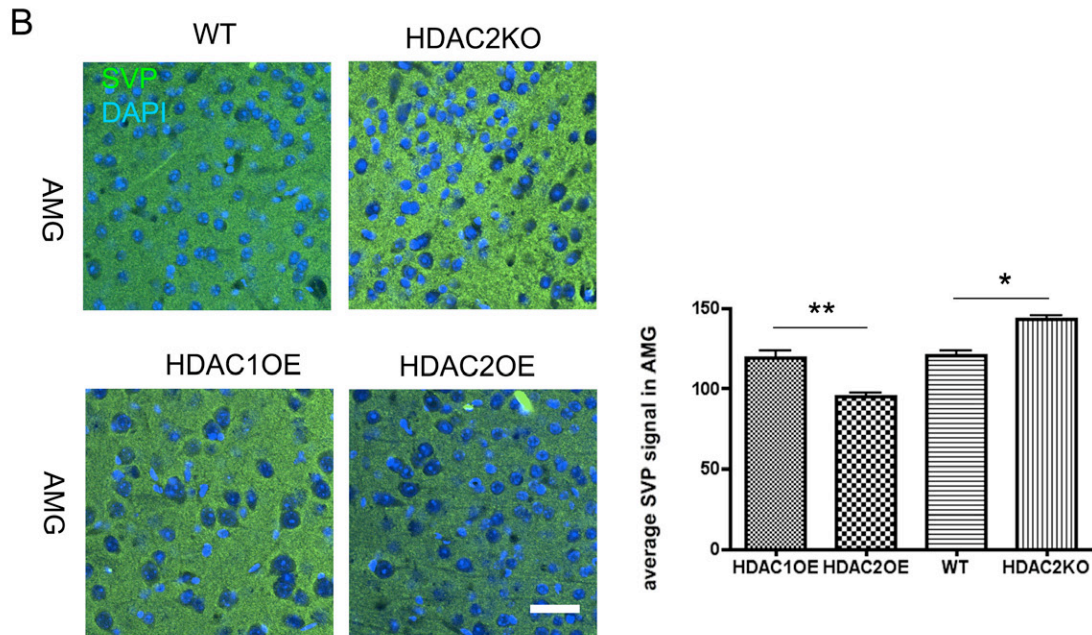 B
WT
HDAC2KO
SVP
DAPI
AMG
HDAC1OE
HDAC2OE
AMG
average SVP signal in AMG
150
100
50
0
**
*
HDAC1OE
HDAC2OE
WT
HDAC2KO